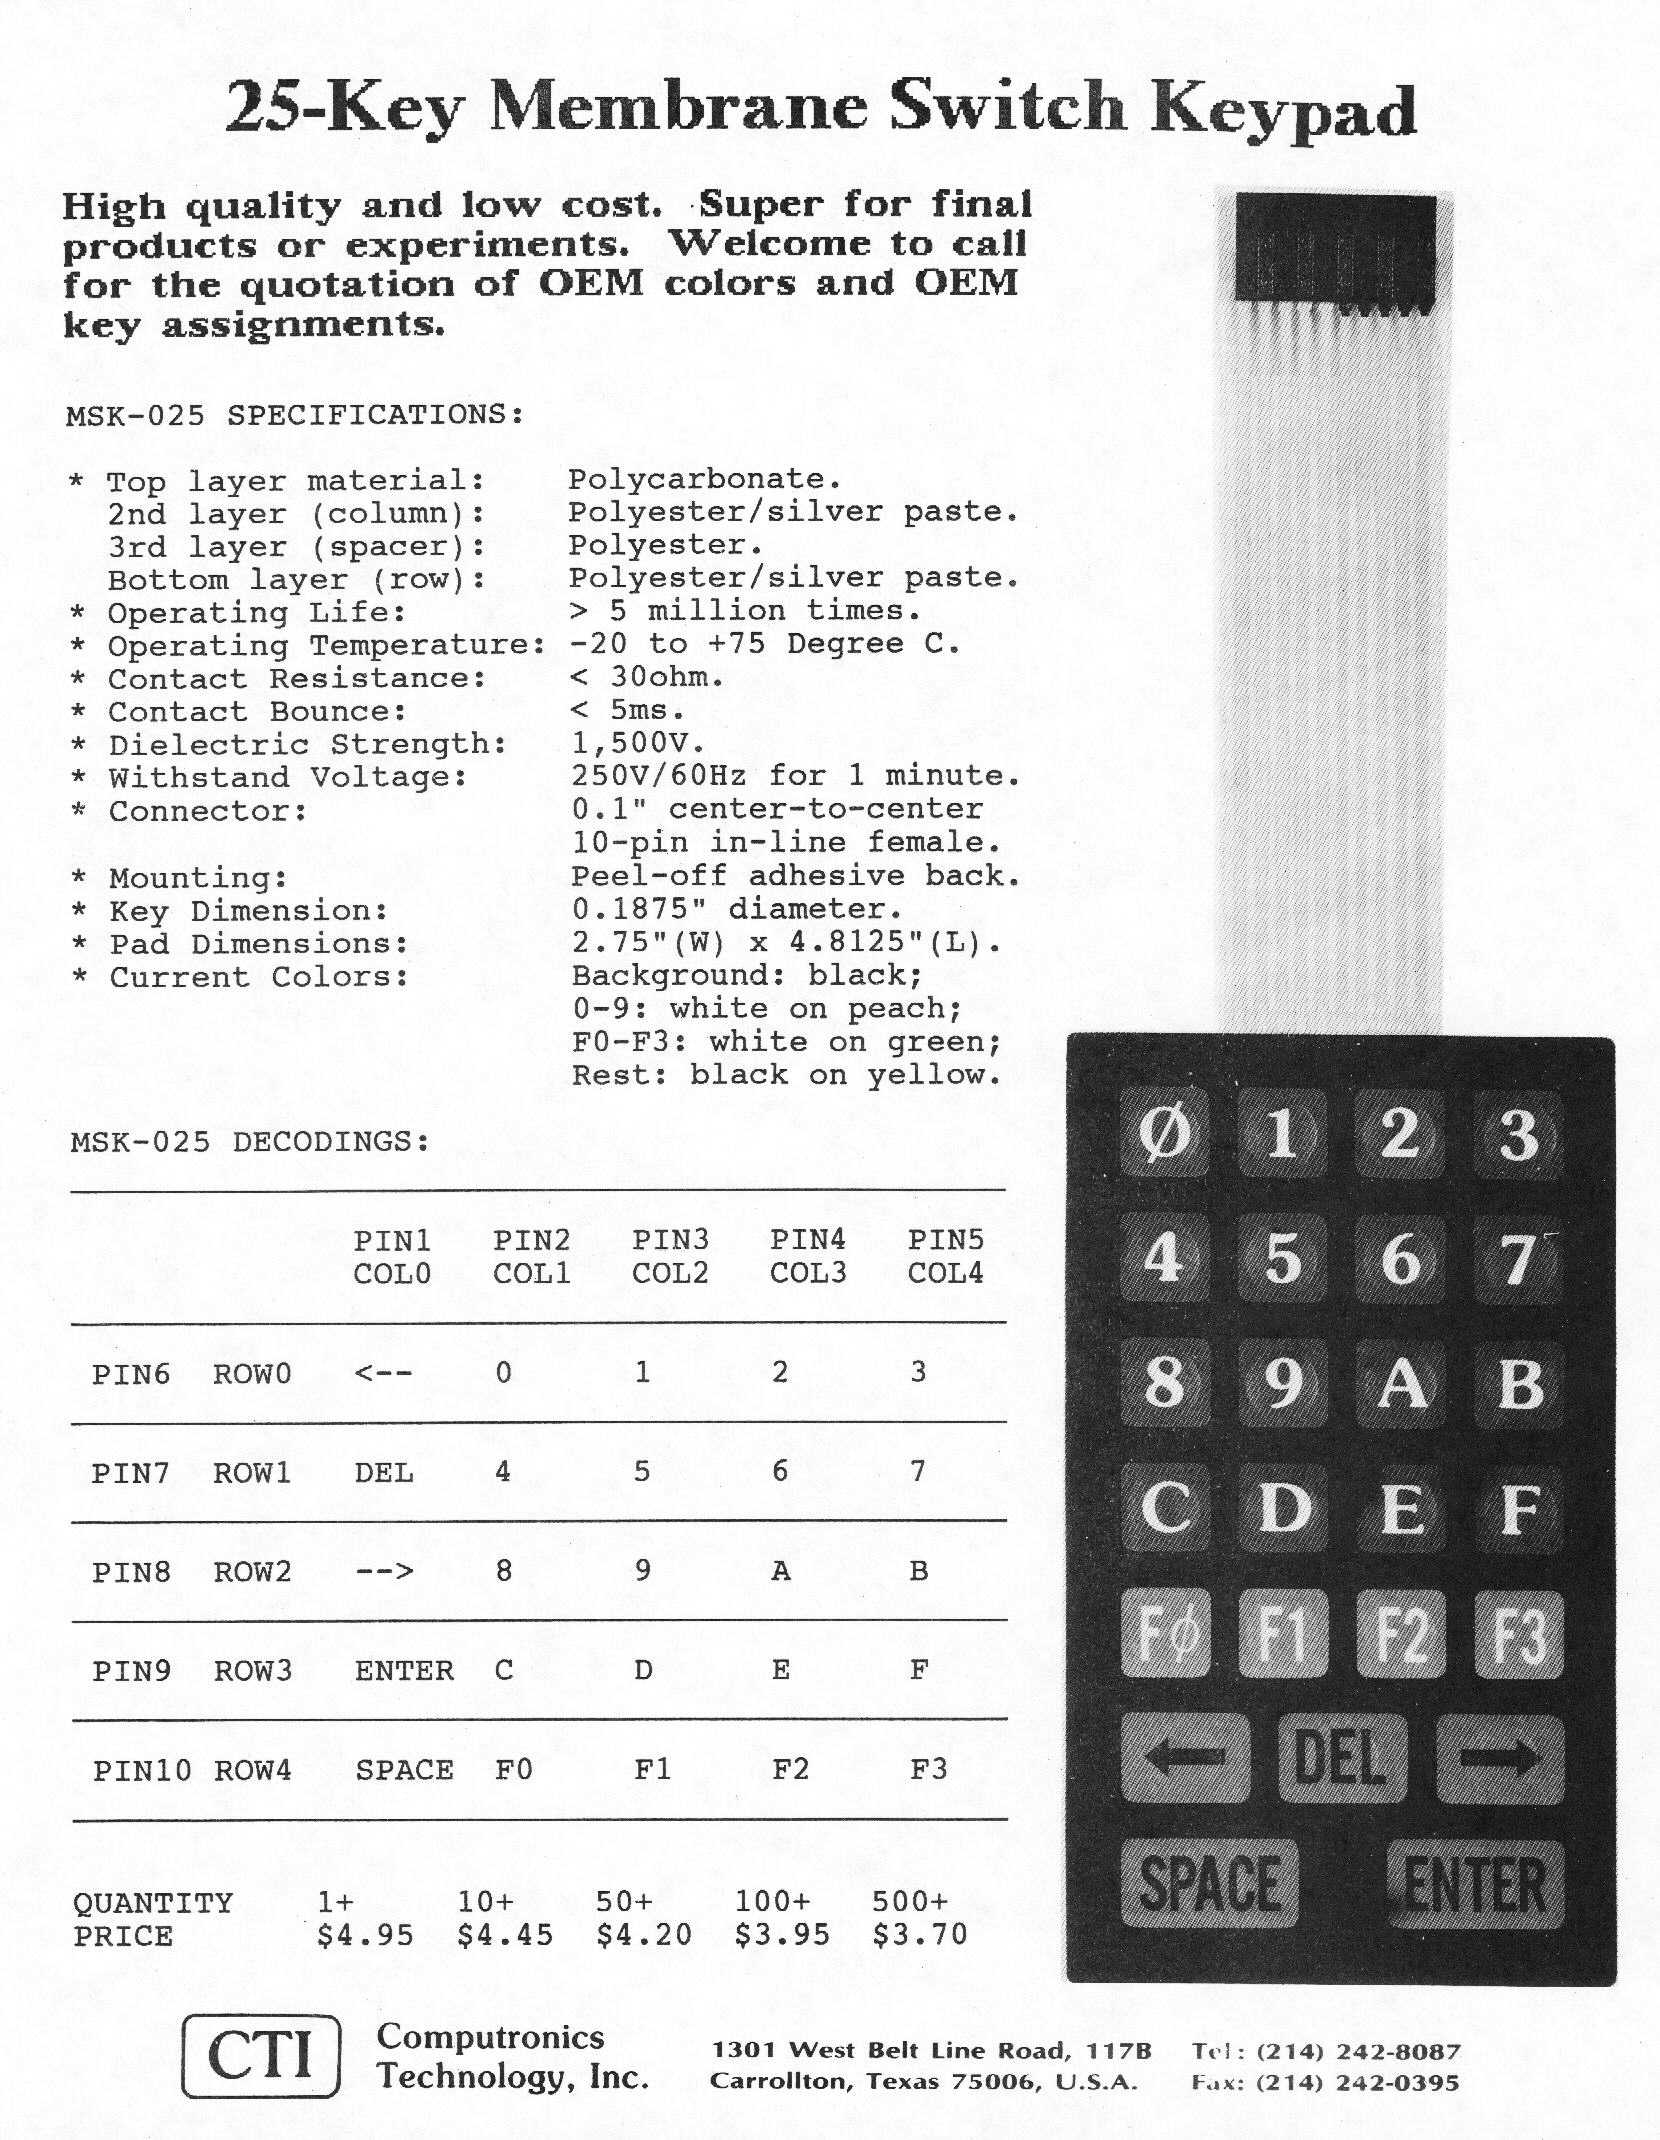 25-Key Membrane Switch Keypad
High quality and low cost. Super for final
products or experiments. Welcome to call
for the quotation of OEM colors and OEM
key assignments.
MSK-025 SPECIFICATIONS:
* Top layer material: Polycarbonate.
2nd layer (column): Polyester/silver paste.
3rd layer (spacer): Polyester.
Bottom layer (row): Polyester/silver paste.
* Operating Life: > 5 million times.
* Operating Temperature: -20 to +75 Degree C.
* Contact Resistance: < 30ohm.
* Contact Bounce: < 5ms.
* Dielectric Strength: 1,500V.
* Withstand Voltage: 250V/60Hz for 1 minute.
* Connector: 0.1" center-to-center
10-pin in-line female.
* Mounting: Peel-off adhesive back.
* Key Dimension: 0.1875" diameter.
* Pad Dimensions: 2.75"(W) x 4.8125"(L).
* Current Colors: Background: black;
0-9: white on peach;
F0-F3: white on green;
Rest: black on yellow.
MSK-025 DECODINGS:
PIN1 PIN2 PIN3 PIN4 PIN5
COL0 COL1 COL2 COL3 COL4
PIN6 ROW0 <-- 0 1 2 3
PIN7 ROW1 DEL 4 5 6 7
PIN8 ROW2 --> 8 9 A B
PIN9 ROW3 ENTER C D E F
PIN10 ROW4 SPACE F0 F1 F2 F3
QUANTITY 1+ 10+ 50+ 100+ 500+
PRICE $4.95 $4.45 $4.20 $3.95 $3.70
Ø 1 2 3
4 5 6 7
8 9 A B
C D E F
FØ F1 F2 F3
← DEL →
SPACE ENTER
CTI
Computronics
Technology, Inc.
1301 West Belt Line Road, 117B
Carrollton, Texas 75006, U.S.A.
Tel: (214) 242-8087
Fax: (214) 242-0395